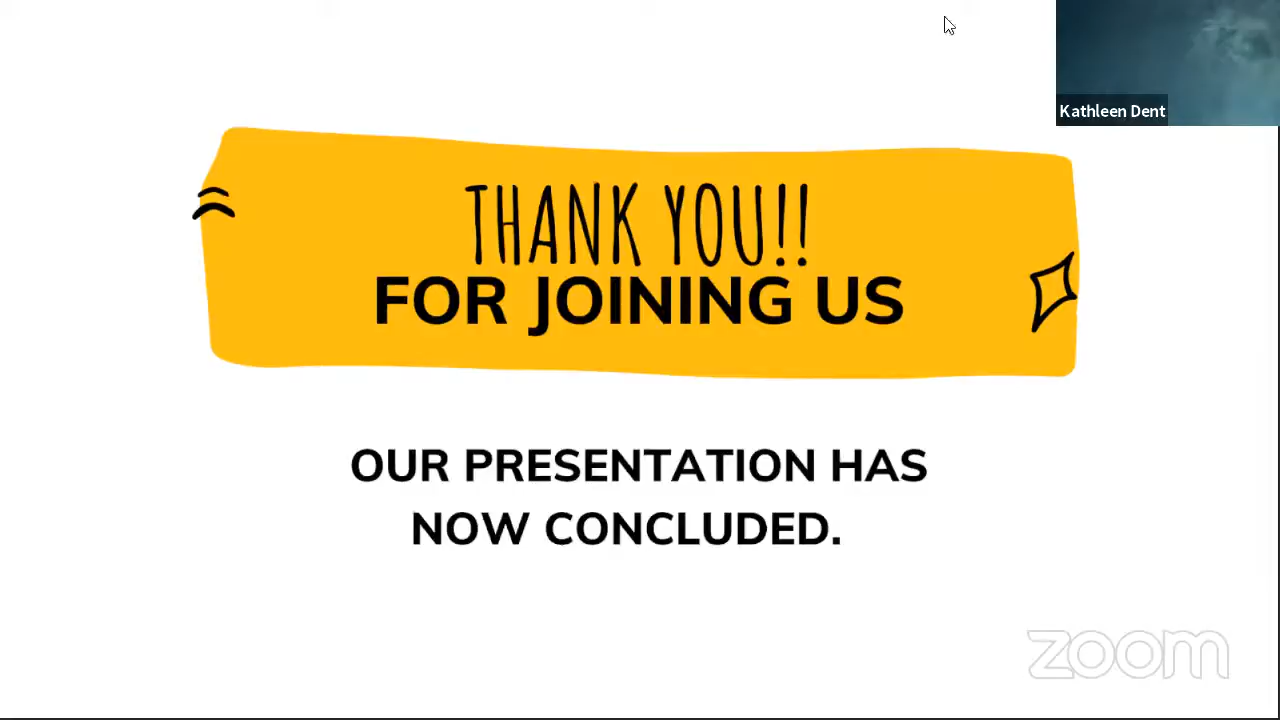 Kathleen Dent
THANK YOU!!
FOR JOINING US
OUR PRESENTATION HAS
NOW CONCLUDED.
zoom